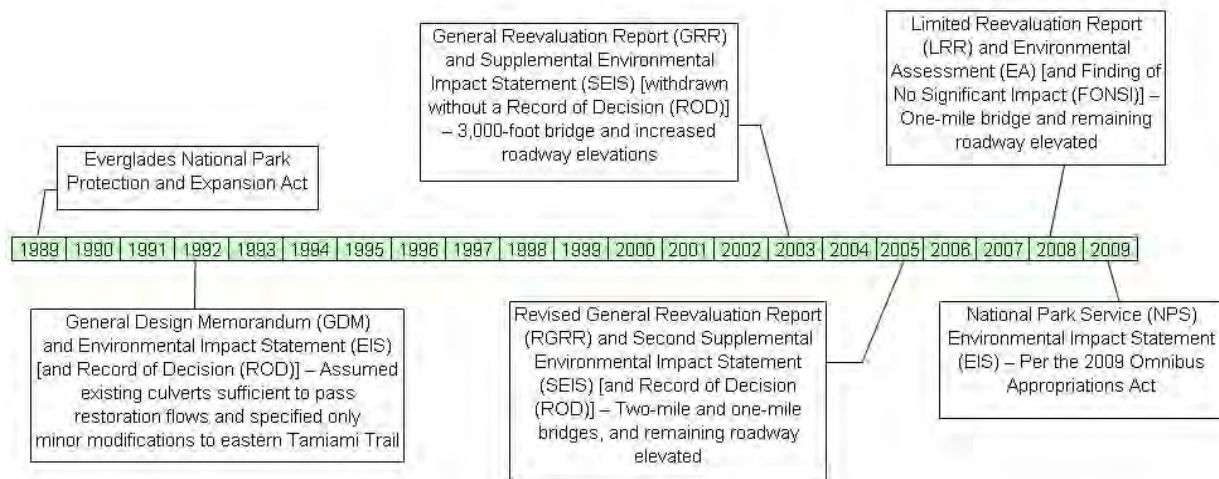 General Reevaluation Report (GRR)
and Supplemental Environmental
Impact Statement (SEIS) [withdrawn
without a Record of Decision (ROD)]
– 3,000-foot bridge and increased
roadway elevations
Limited Reevaluation Report
(LRR) and Environmental
Assessment (EA) [and Finding of
No Significant Impact (FONSI)] –
One-mile bridge and remaining
roadway elevated
Everglades National Park
Protection and Expansion Act
1989 1990 1991 1992 1993 1994 1995 1996 1997 1998 1999 2000 2001 2002 2003 2004 2005 2006 2007 2008 2009
General Design Memorandum (GDM)
and Environmental Impact Statement (EIS)
[and Record of Decision (ROD)] – Assumed
existing culverts sufficient to pass
restoration flows and specified only
minor modifications to eastern Tamiami Trail
Revised General Reevaluation Report
(RGRR) and Second Supplemental
Environmental Impact Statement
(SEIS) [and Record of Decision
(ROD)] – Two-mile and one-mile
bridges, and remaining roadway
elevated
National Park Service (NPS)
Environmental Impact Statement
(EIS) – Per the 2009 Omnibus
Appropriations Act